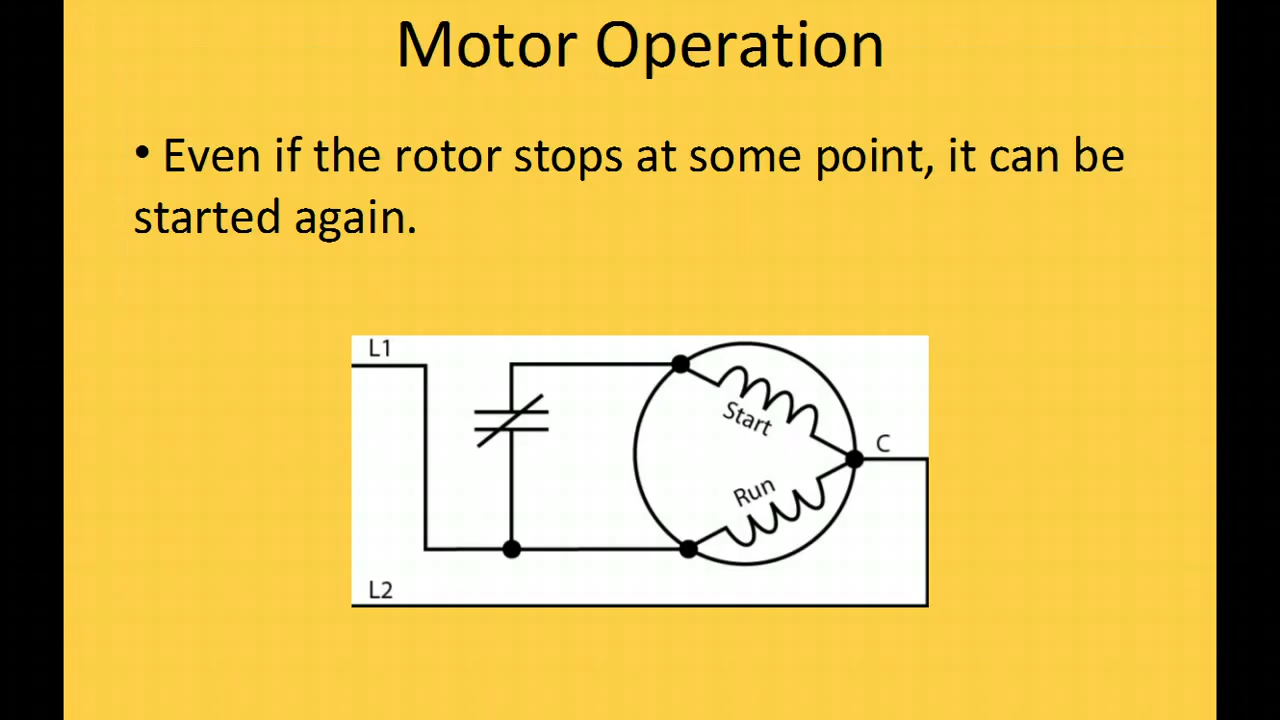 Motor Operation
• Even if the rotor stops at some point, it can be
started again.
L1
Start
C
Run
L2